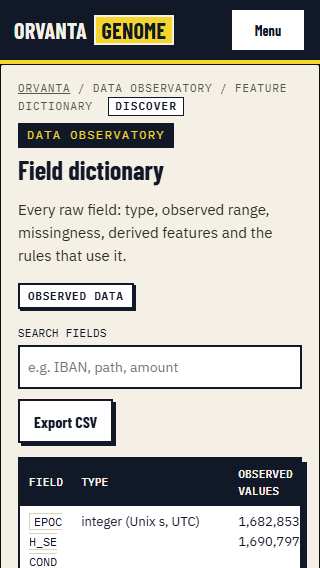 ORVANTA GENOME
Menu
ORVANTA / DATA OBSERVATORY / FEATURE
DICTIONARY DISCOVER
DATA OBSERVATORY
Field dictionary
Every raw field: type, observed range,
missingness, derived features and the
rules that use it.
OBSERVED DATA
SEARCH FIELDS
e.g. IBAN, path, amount
Export CSV
FIELD TYPE OBSERVED
VALUES
EPOC integer (Unix s, UTC) 1,682,853
H_SE 1,690,797
COND